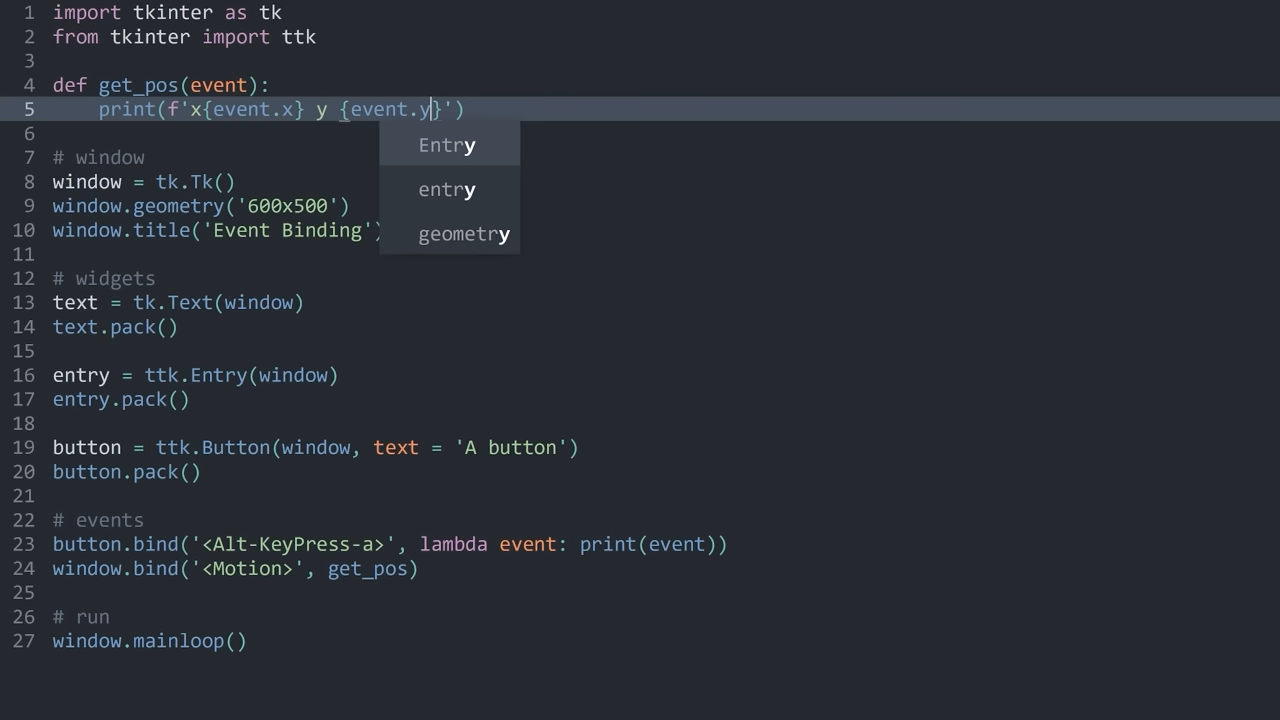 1 import tkinter as tk
2 from tkinter import ttk
3
4 def get_pos(event):
5     print(f'x{event.x} y {event.y}')
6
Entry
7 # window
8 window = tk.Tk()
entry
9 window.geometry('600x500')
10 window.title('Event Binding')
geometry
11
12 # widgets
13 text = tk.Text(window)
14 text.pack()
15
16 entry = ttk.Entry(window)
17 entry.pack()
18
19 button = ttk.Button(window, text = 'A button')
20 button.pack()
21
22 # events
23 button.bind('<Alt-KeyPress-a>', lambda event: print(event))
24 window.bind('<Motion>', get_pos)
25
26 # run
27 window.mainloop()